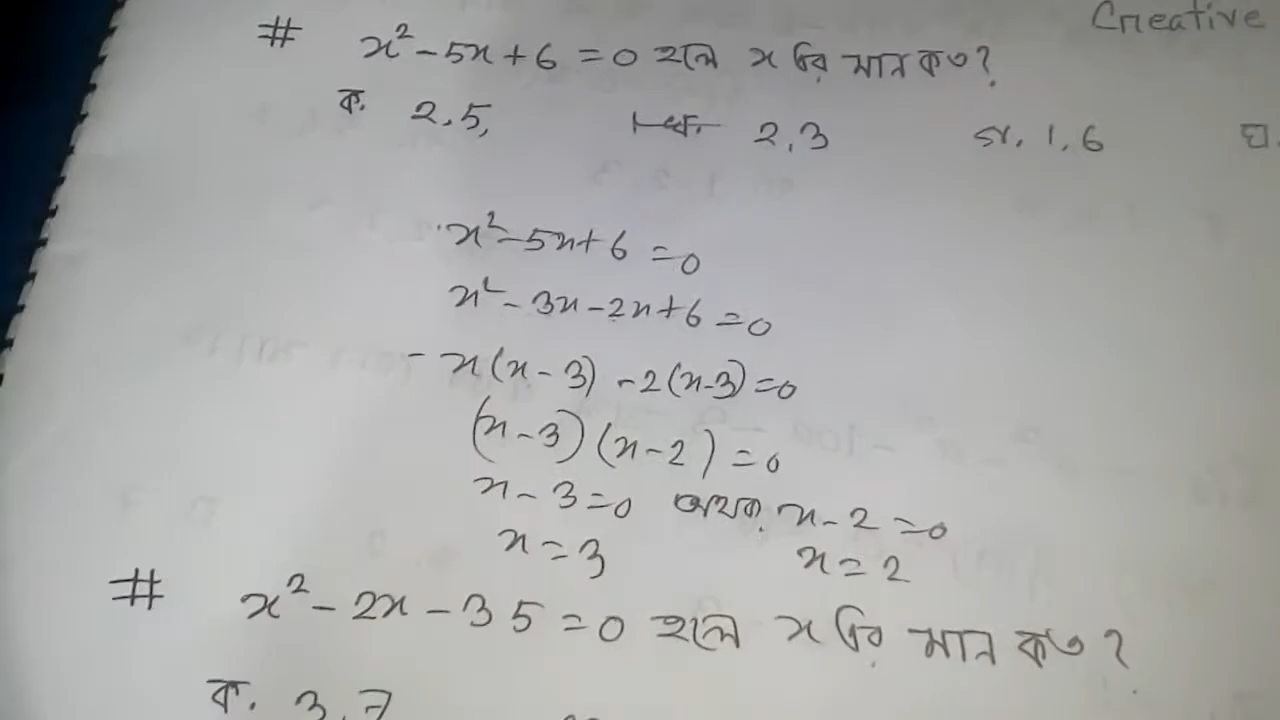 Creative
# x² - 5x + 6 = 0 হলে x এর মান কত?
ক. 2,5, খ. 2,3 গ. 1,6 ঘ.
x² - 5x + 6 = 0
x² - 3x - 2x + 6 = 0
- x(x - 3) - 2(x - 3) = 0
(x - 3)(x - 2) = 0
x - 3 = 0 অথবা, x - 2 = 0
x = 3 x = 2
# x² - 2x - 35 = 0 হলে x এর মান কত?
ক. 3,7